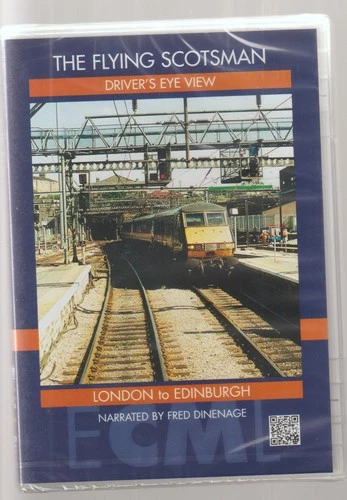 THE FLYING SCOTSMAN
DRIVER'S EYE VIEW
LONDON to EDINBURGH
NARRATED BY FRED DINENAGE
ECML